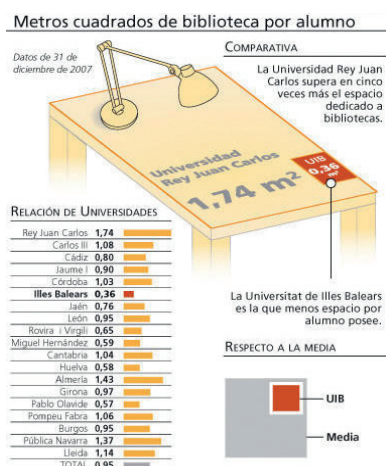 Metros cuadrados de biblioteca por alumno
Datos de 31 de
diciembre de 2007
COMPARATIVA
La Universidad Rey Juan
Carlos supera en cinco
veces más el espacio
dedicado a
bibliotecas.
Universidad
Rey Juan Carlos
1,74 m²
UIB
0,36
m²
La Universitat de Illes Balears
es la que menos espacio por
alumno posee.
RELACIÓN DE UNIVERSIDADES
Rey Juan Carlos 1,74
Carlos III 1,08
Cádiz 0,80
Jaume I 0,90
Córdoba 1,03
Illes Balears 0,36
Jaén 0,76
León 0,95
Rovira i Virgili 0,65
Miguel Hernández 0,59
Cantabria 1,04
Huelva 0,58
Almería 1,43
Girona 0,97
Pablo Olavide 0,57
Pompeu Fabra 1,06
Burgos 0,95
Pública Navarra 1,37
Lleida 1,14
TOTAL 0,95
RESPECTO A LA MEDIA
UIB
Media